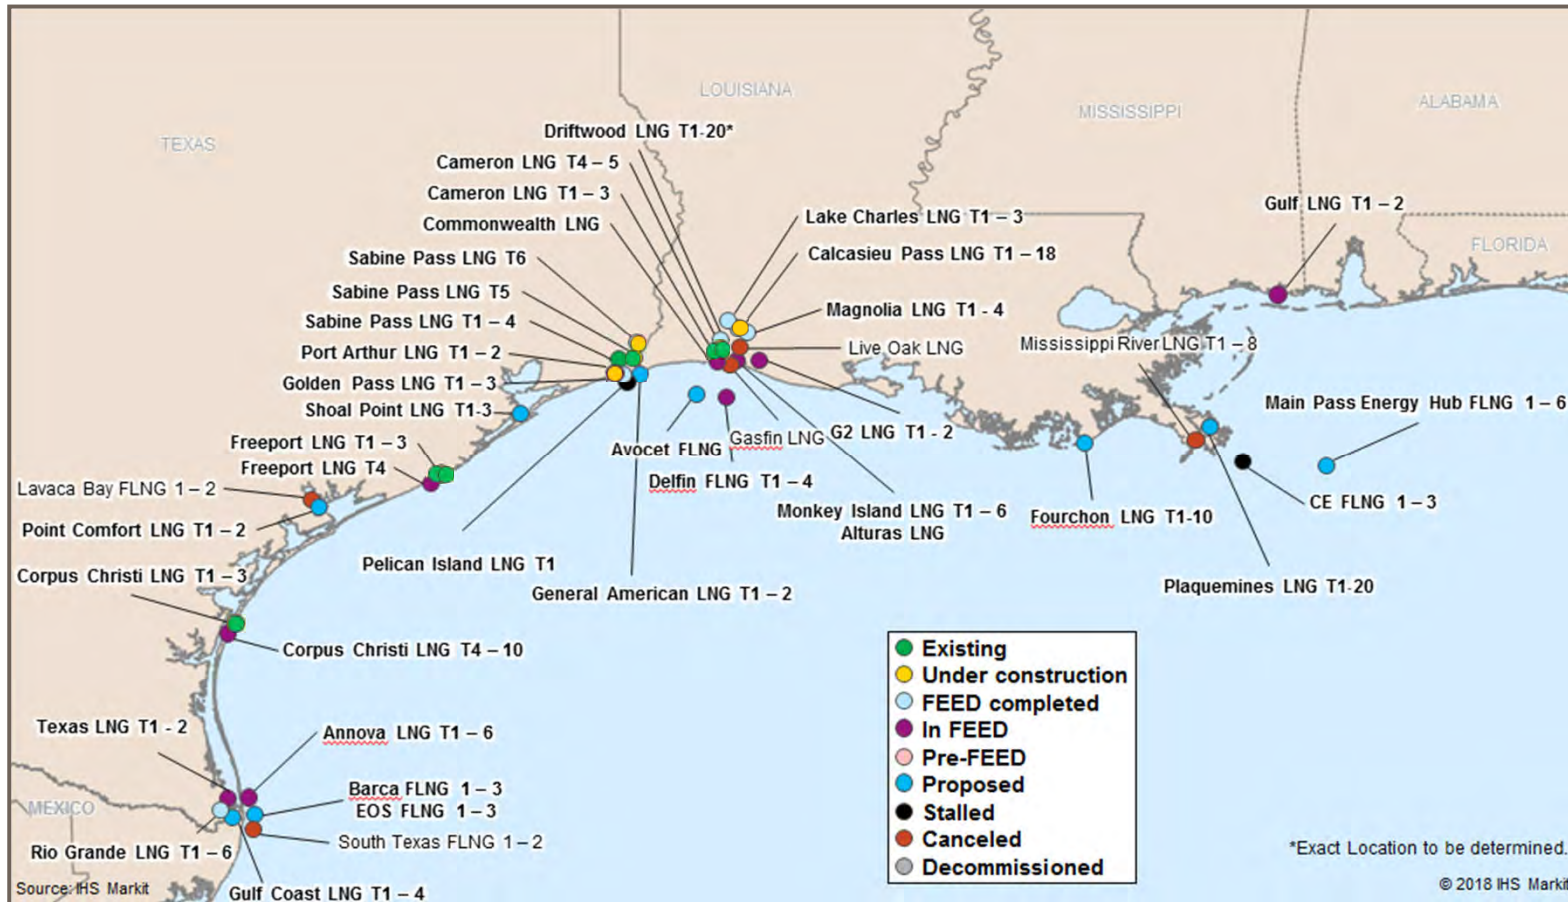 LOUISIANA
MISSISSIPPI
ALABAMA
TEXAS
FLORIDA
MEXICO
Driftwood LNG T1-20*
Cameron LNG T4 – 5
Cameron LNG T1 – 3
Commonwealth LNG
Sabine Pass LNG T6
Sabine Pass LNG T5
Sabine Pass LNG T1 – 4
Port Arthur LNG T1 – 2
Golden Pass LNG T1 – 3
Shoal Point LNG T1-3
Freeport LNG T1 – 3
Freeport LNG T4
Lavaca Bay FLNG 1 – 2
Point Comfort LNG T1 – 2
Corpus Christi LNG T1 – 3
Corpus Christi LNG T4 – 10
Texas LNG T1 - 2
Annova LNG T1 – 6
Barca FLNG 1 – 3
EOS FLNG 1 – 3
South Texas FLNG 1 – 2
Rio Grande LNG T1 – 6
Gulf Coast LNG T1 – 4
Lake Charles LNG T1 – 3
Calcasieu Pass LNG T1 – 18
Magnolia LNG T1 - 4
Live Oak LNG
G2 LNG T1 - 2
Gasfin LNG
Avocet FLNG
Delfin FLNG T1 – 4
Monkey Island LNG T1 – 6
Alturas LNG
Pelican Island LNG T1
General American LNG T1 – 2
Gulf LNG T1 – 2
Mississippi River LNG T1 – 8
Main Pass Energy Hub FLNG 1 – 6
CE FLNG 1 – 3
Fourchon LNG T1-10
Plaquemines LNG T1-20
Existing
Under construction
FEED completed
In FEED
Pre-FEED
Proposed
Stalled
Canceled
Decommissioned
*Exact Location to be determined.
Source: IHS Markit
© 2018 IHS Markit